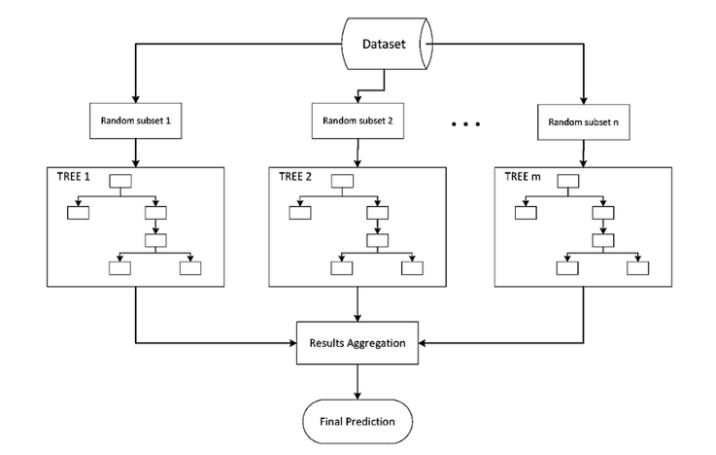 Dataset
Random subset 1
Random subset 2
• • •
Random subset n
TREE 1
TREE 2
TREE m
Results Aggregation
Final Prediction